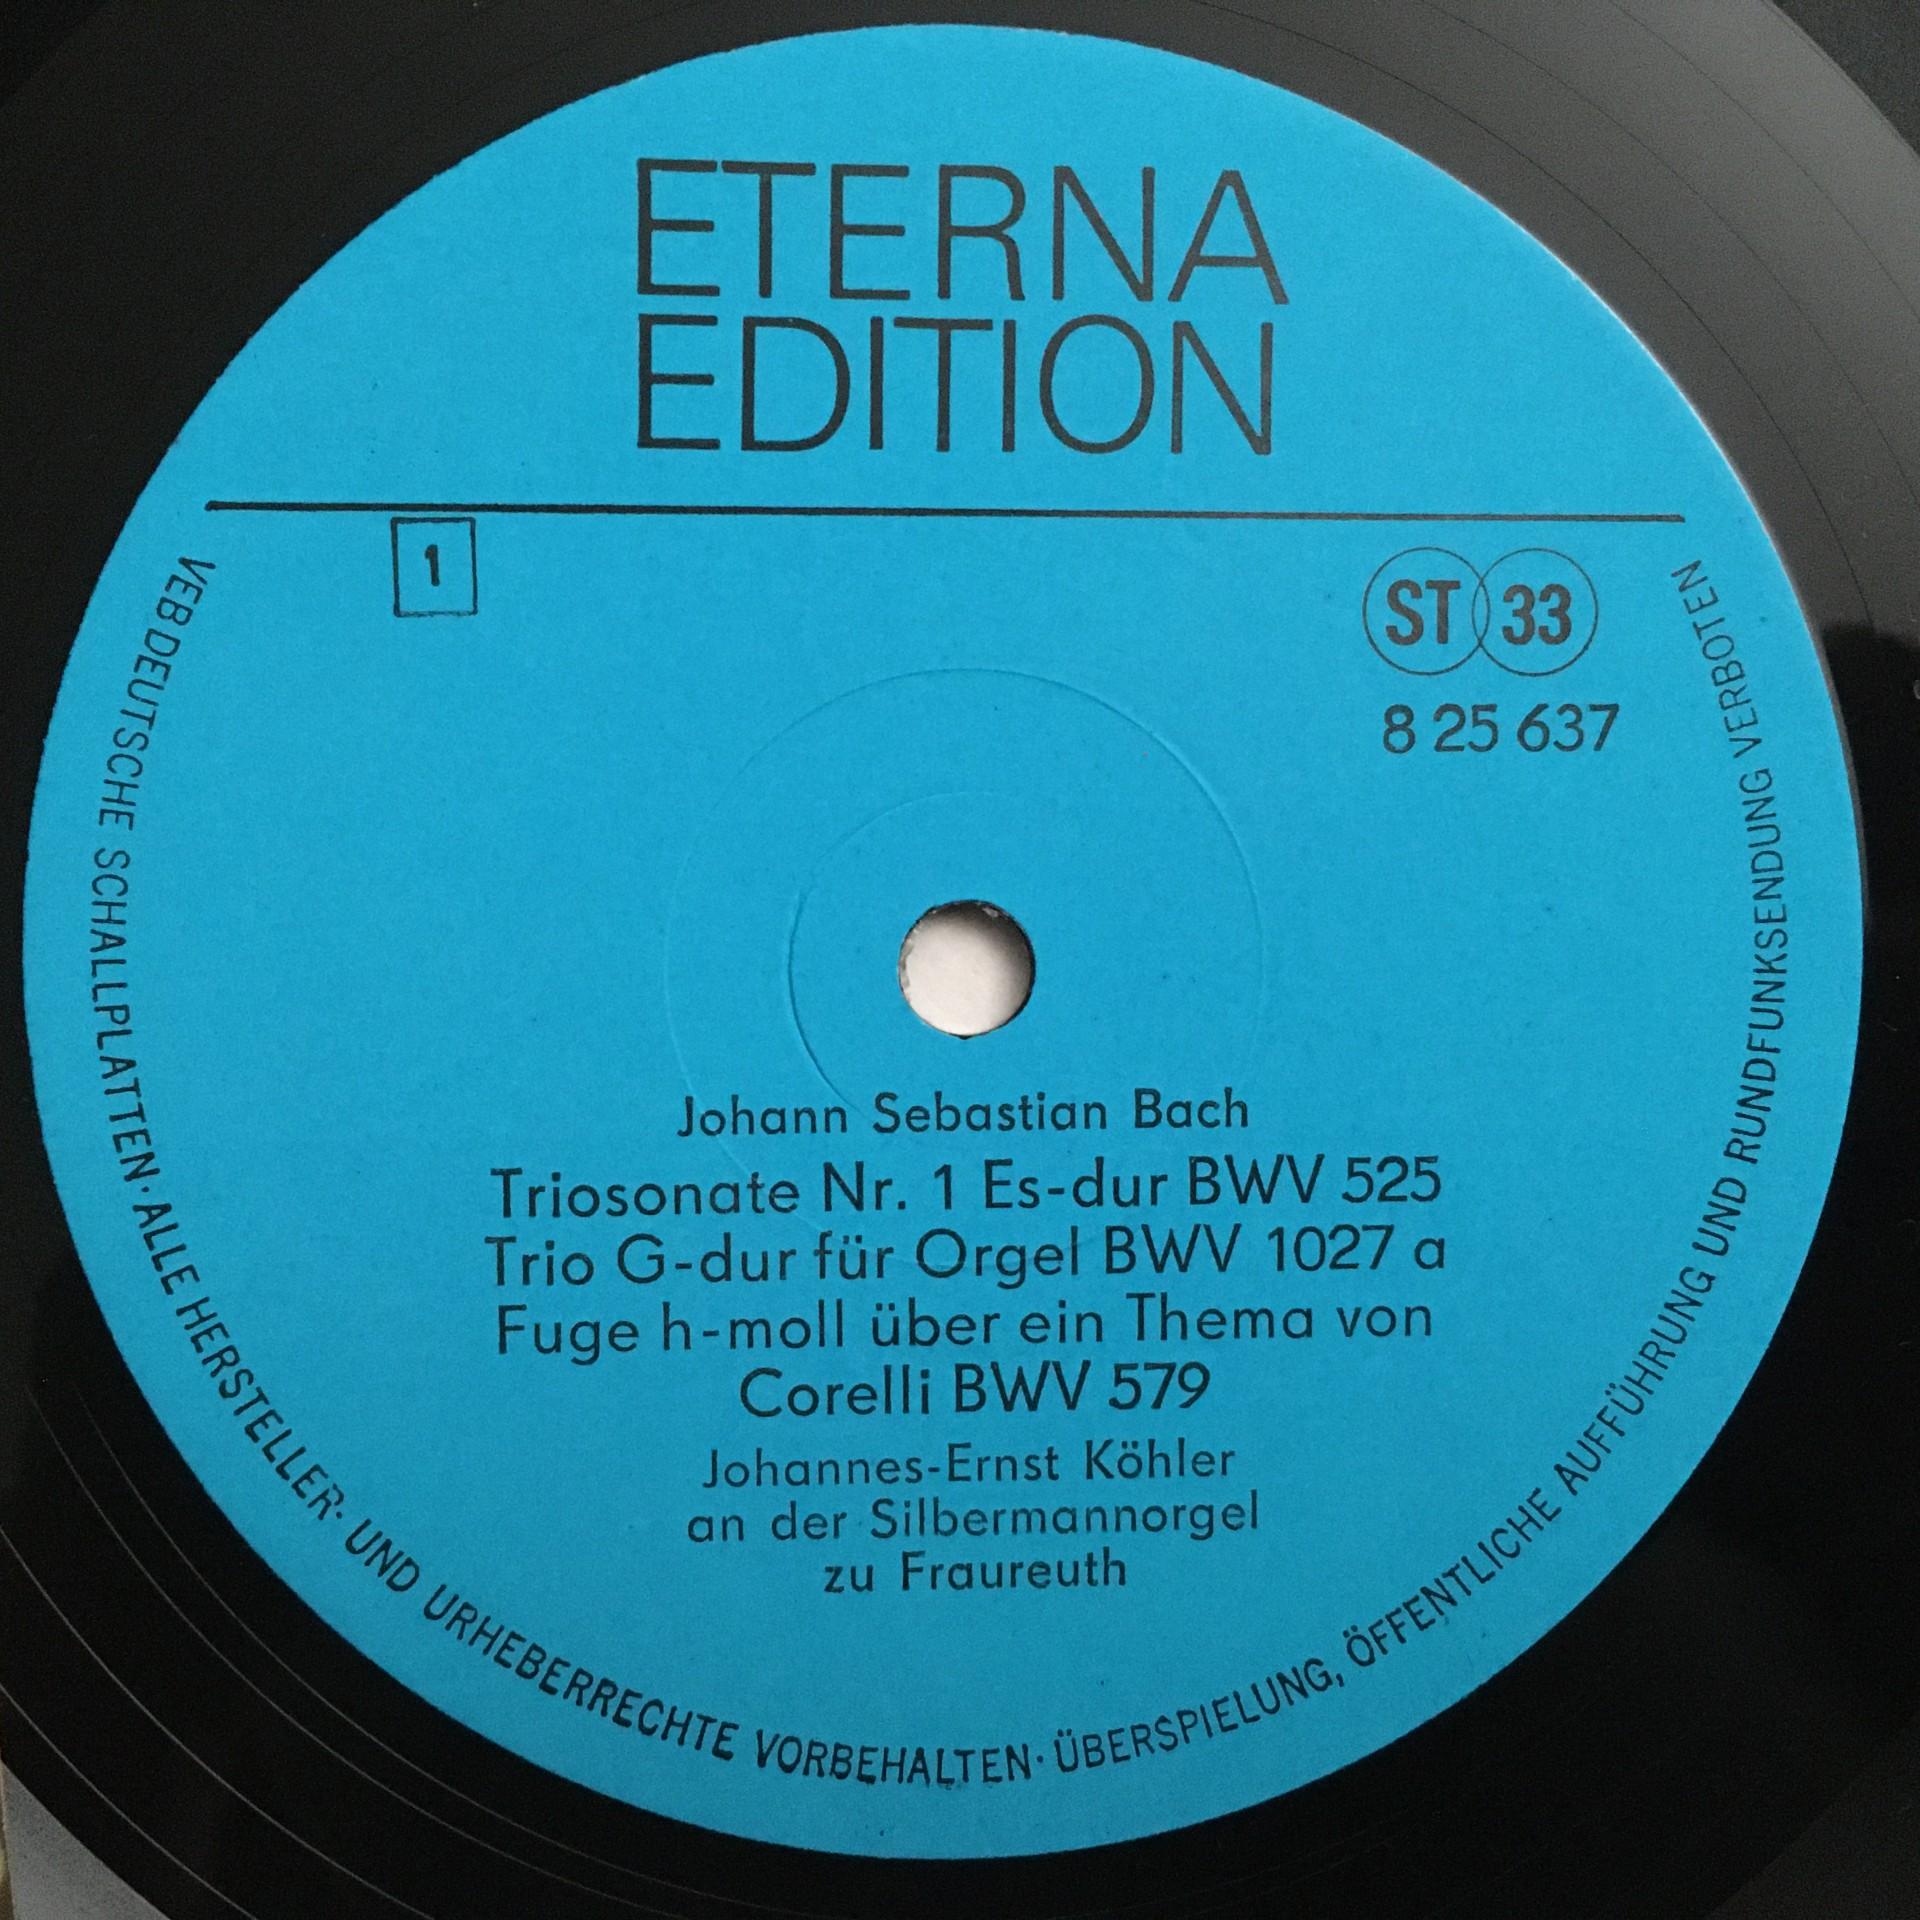 ETERNA
EDITION
1
ST 33
8 25 637
Johann Sebastian Bach
Triosonate Nr. 1 Es-dur BWV 525
Trio G-dur für Orgel BWV 1027 a
Fuge h-moll über ein Thema von
Corelli BWV 579
Johannes-Ernst Köhler
an der Silbermannorgel
zu Fraureuth
VEB DEUTSCHE SCHALLPLATTEN · ALLE HERSTELLER- UND URHEBERRECHTE VORBEHALTEN · ÜBERSPIELUNG, ÖFFENTLICHE AUFFÜHRUNG UND RUNDFUNKSENDUNG VERBOTEN